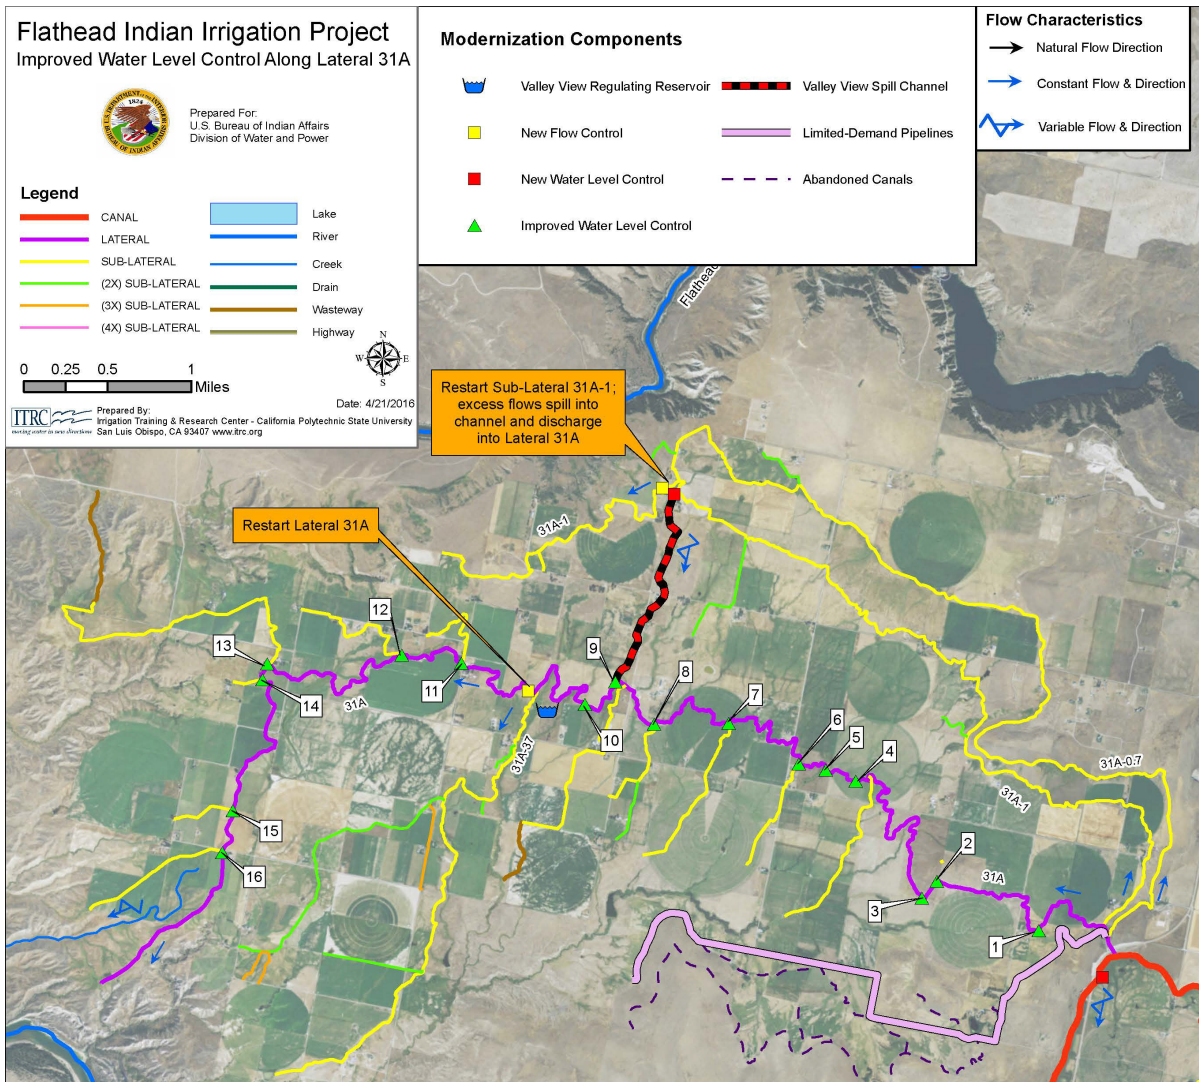 Flathead Indian Irrigation Project
Improved Water Level Control Along Lateral 31A
Prepared For:
U.S. Bureau of Indian Affairs
Division of Water and Power
Legend
CANAL
LATERAL
SUB-LATERAL
(2X) SUB-LATERAL
(3X) SUB-LATERAL
(4X) SUB-LATERAL
Lake
River
Creek
Drain
Wasteway
Highway
N
W
E
S
0 0.25 0.5 1
Miles
Date: 4/21/2016
ITRC
moving water in new directions
Prepared By:
Irrigation Training & Research Center - California Polytechnic State University
San Luis Obispo, CA 93407 www.itrc.org
Modernization Components
Valley View Regulating Reservoir
New Flow Control
New Water Level Control
Improved Water Level Control
Valley View Spill Channel
Limited-Demand Pipelines
Abandoned Canals
Flow Characteristics
Natural Flow Direction
Constant Flow & Direction
Variable Flow & Direction
Flathead
Restart Sub-Lateral 31A-1;
excess flows spill into
channel and discharge
into Lateral 31A
Restart Lateral 31A
31A-1
12
13
9
14
31A
11
8
7
10
6
5
4
31A-37
31A-0.7
31A-1
15
16
2
31A
3
1